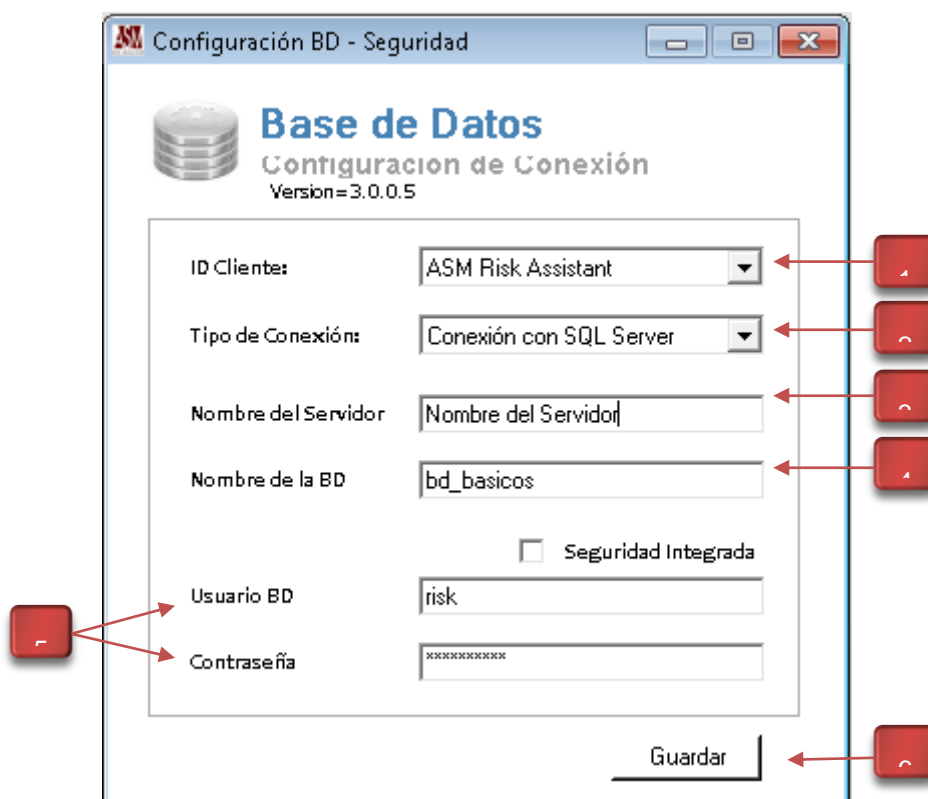 ASM Configuración BD - Seguridad
Base de Datos
Configuración de Conexión
Version=3.0.0.5
ID Cliente: ASM Risk Assistant
Tipo de Conexión: Conexión con SQL Server
Nombre del Servidor Nombre del Servidor
Nombre de la BD bd_basicos
Seguridad Integrada
Usuario BD risk
Contraseña **********
Guardar